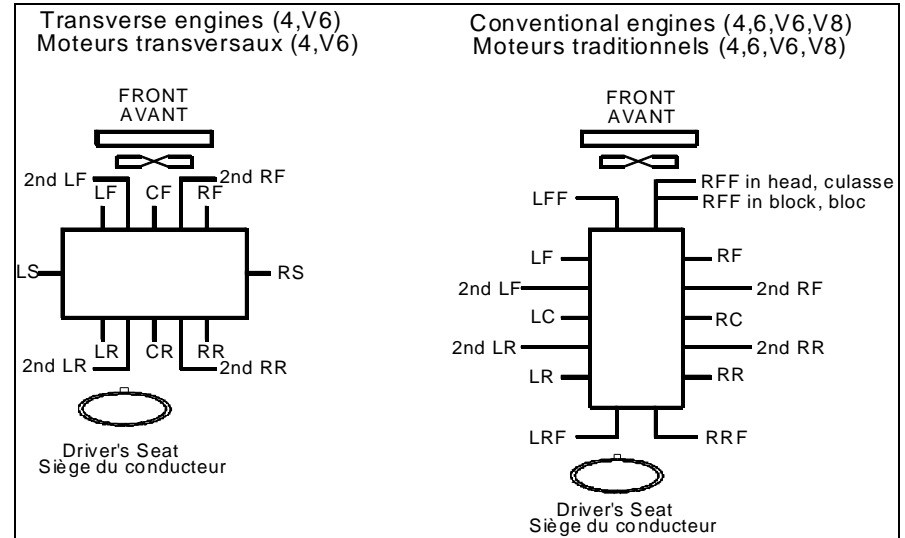 Transverse engines (4,V6)
Moteurs transversaux (4,V6)
FRONT
AVANT
2nd LF
2nd RF
LF CF RF
LS
RS
LR CR RR
2nd LR
2nd RR
Driver's Seat
Siège du conducteur
Conventional engines (4,6,V6,V8)
Moteurs traditionnels (4,6,V6,V8)
FRONT
AVANT
RFF in head, culasse
LFF
RFF in block, bloc
LF
RF
2nd LF
2nd RF
LC
RC
2nd LR
2nd RR
LR
RR
LRF
RRF
Driver's Seat
Siège du conducteur